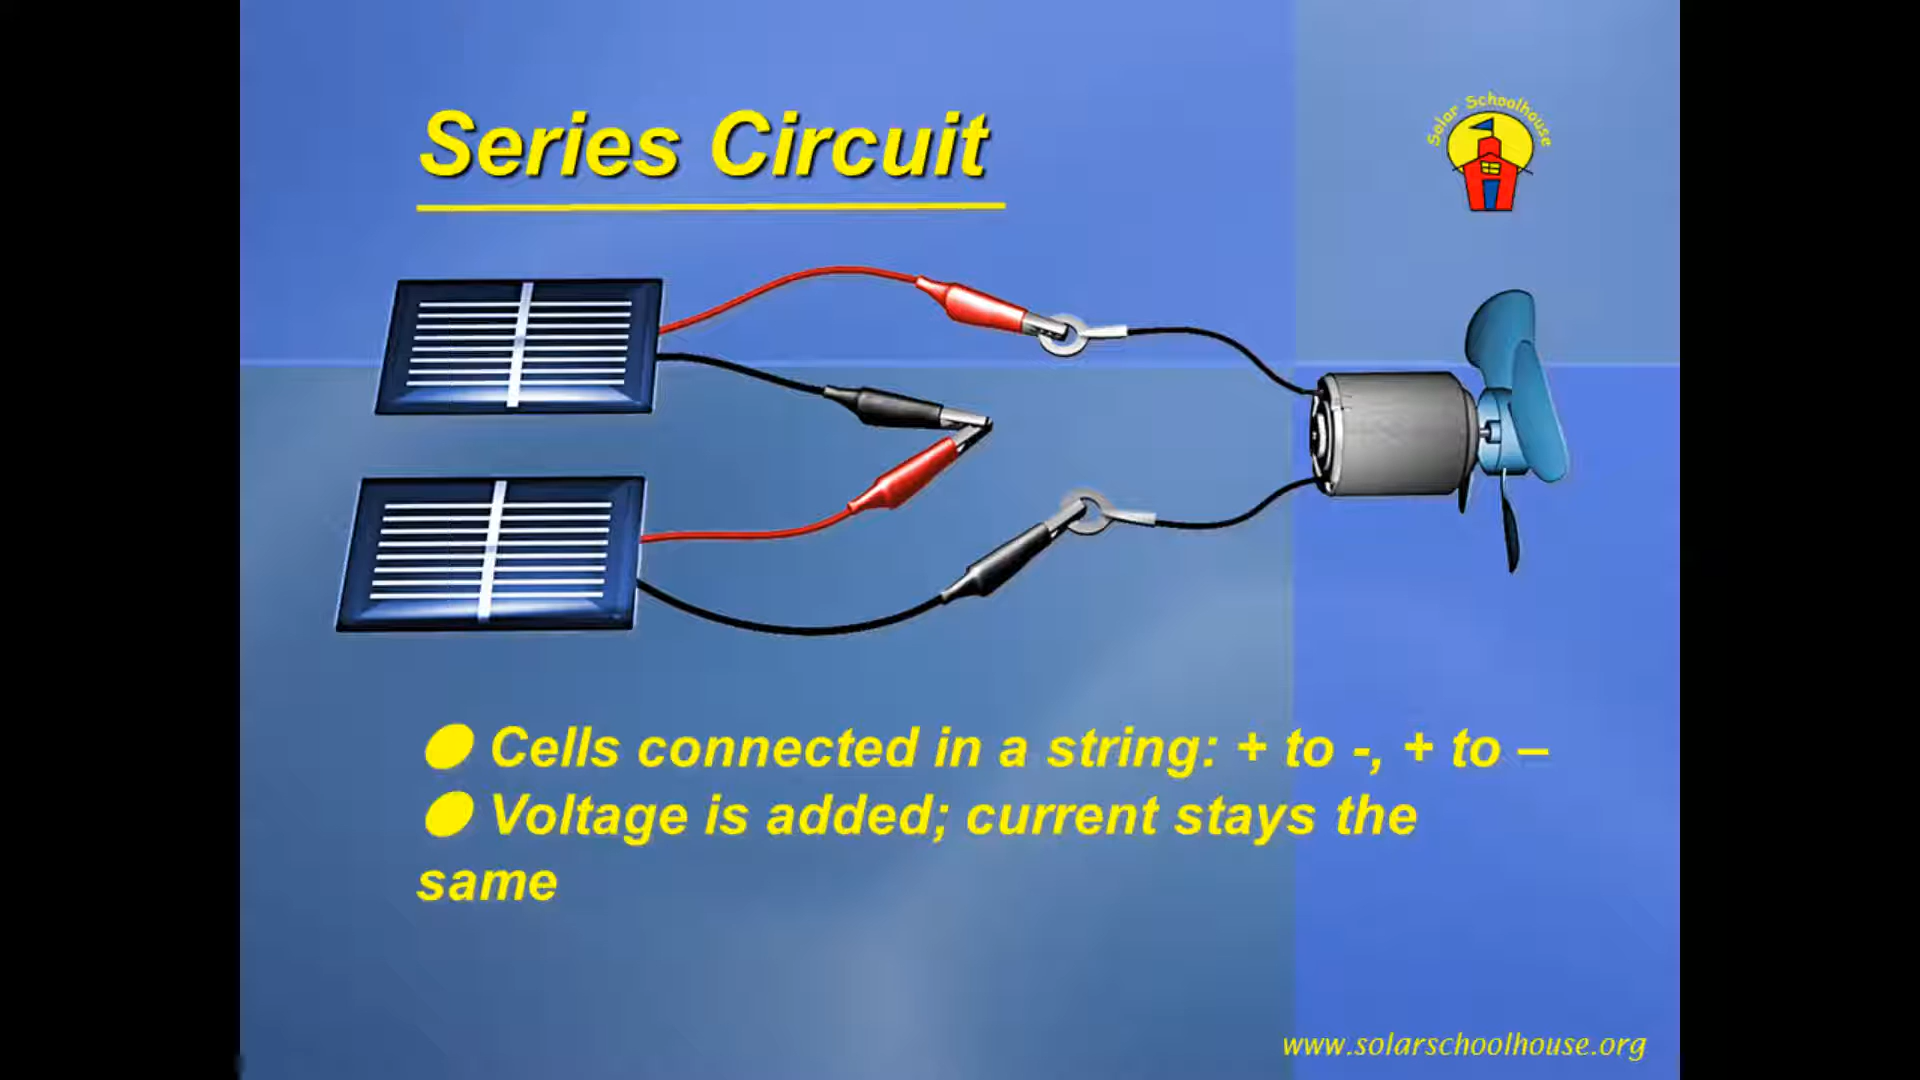 Series Circuit
Solar Schoolhouse
● Cells connected in a string: + to -, + to –
● Voltage is added; current stays the
same
www.solarschoolhouse.org